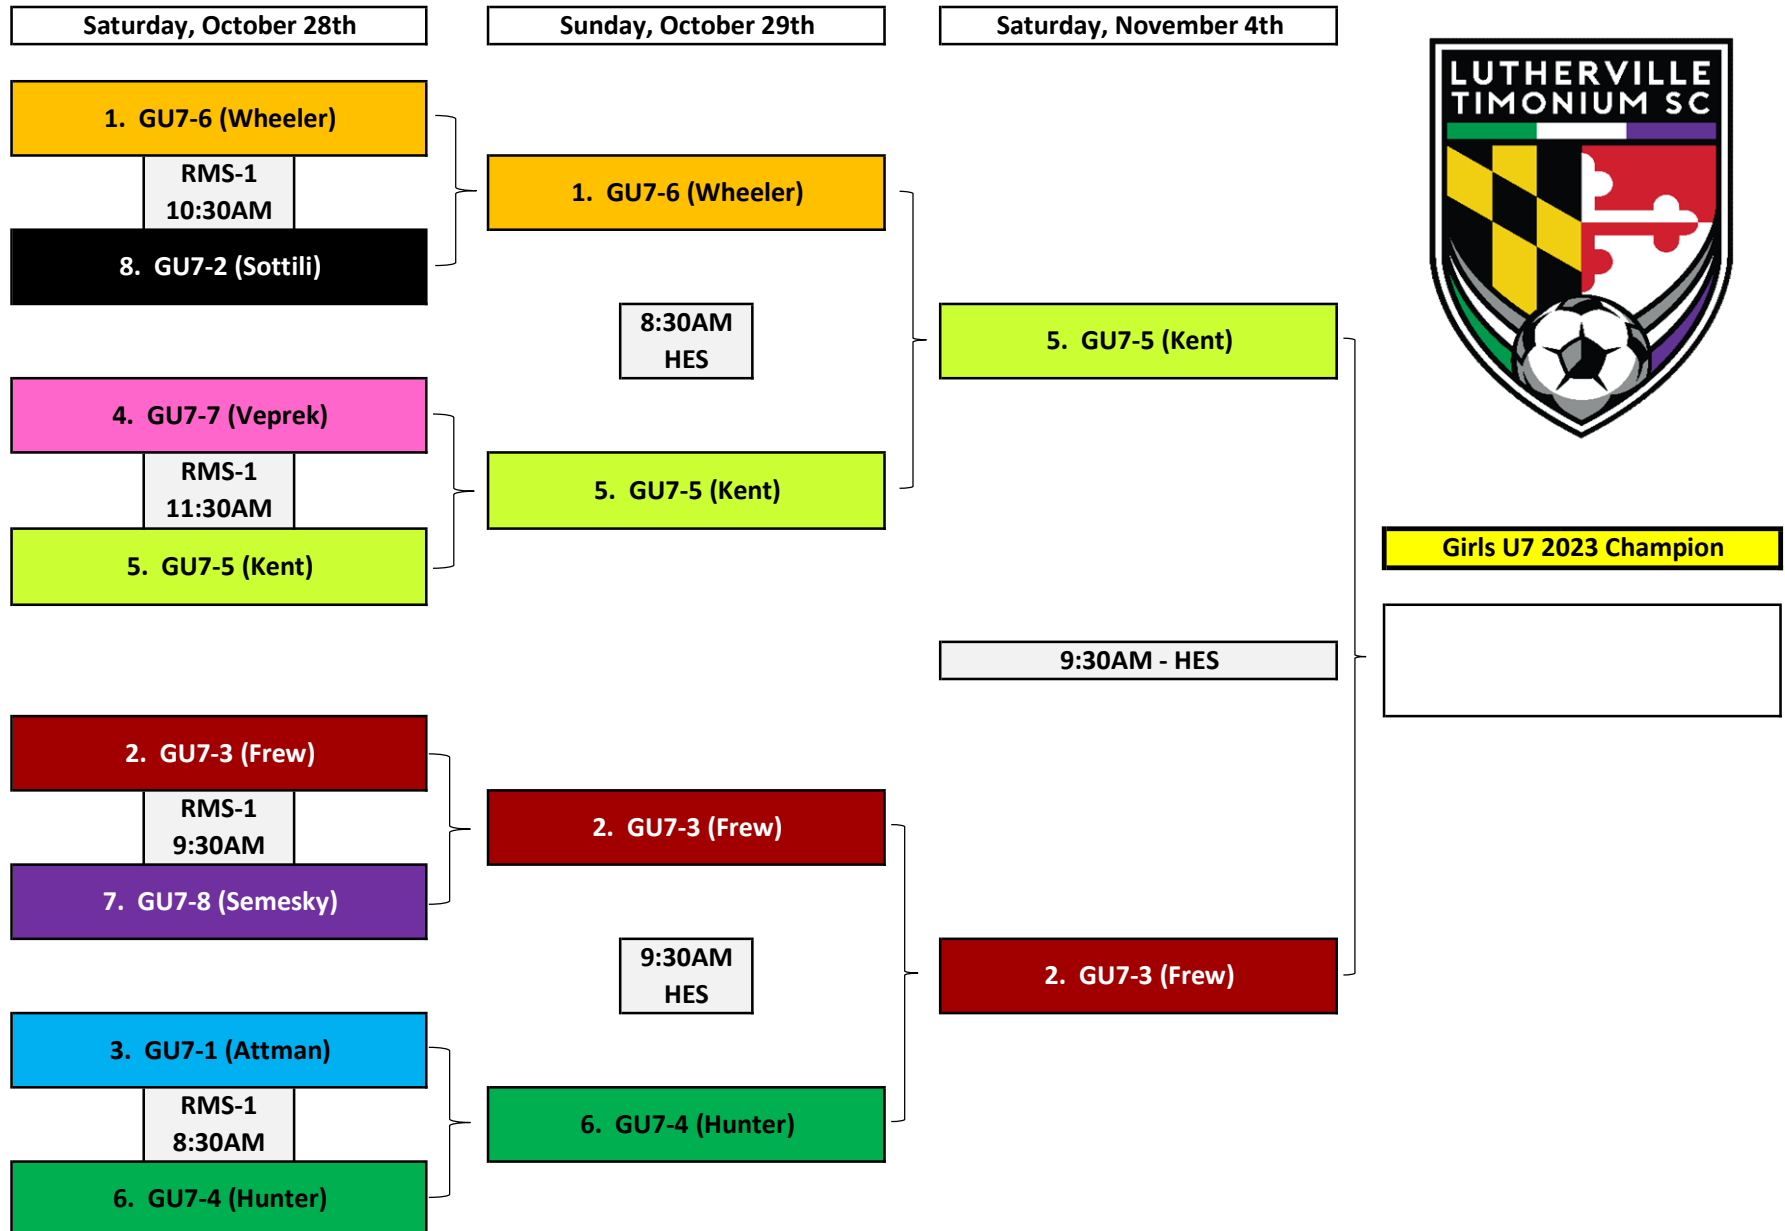 Saturday, October 28th
Sunday, October 29th
Saturday, November 4th
LUTHERVILLE
TIMONIUM SC
1. GU7-6 (Wheeler)
RMS-1
10:30AM
8. GU7-2 (Sottili)
1. GU7-6 (Wheeler)
8:30AM
HES
5. GU7-5 (Kent)
4. GU7-7 (Veprek)
RMS-1
11:30AM
5. GU7-5 (Kent)
5. GU7-5 (Kent)
Girls U7 2023 Champion
9:30AM - HES
2. GU7-3 (Frew)
RMS-1
9:30AM
7. GU7-8 (Semesky)
2. GU7-3 (Frew)
9:30AM
HES
2. GU7-3 (Frew)
3. GU7-1 (Attman)
RMS-1
8:30AM
6. GU7-4 (Hunter)
6. GU7-4 (Hunter)